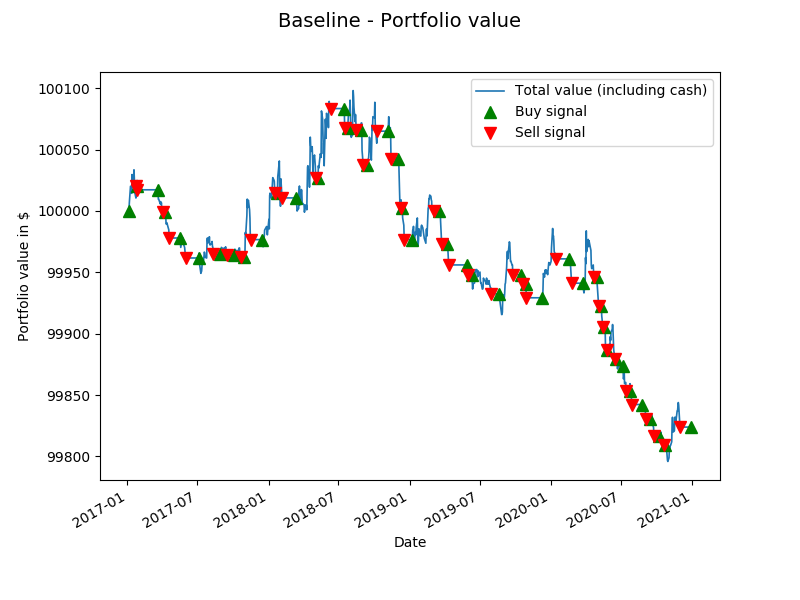 Baseline - Portfolio value
Total value (including cash)
Buy signal
Sell signal
100100
100050
100000
99950
99900
99850
99800
Portfolio value in $
2017-01
2017-07
2018-01
2018-07
2019-01
2019-07
2020-01
2020-07
2021-01
Date